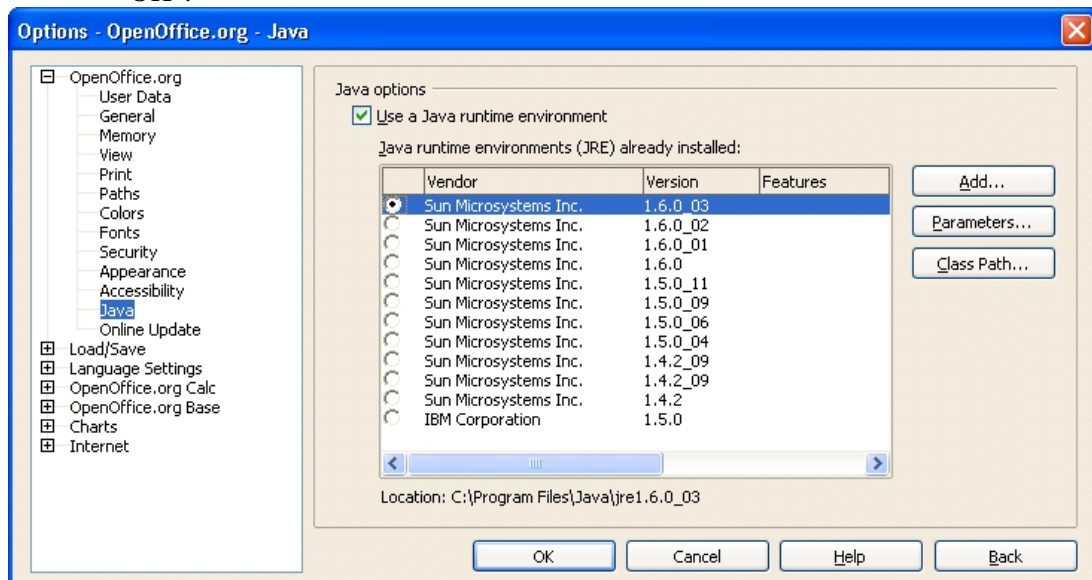 Options - OpenOffice.org - Java
OpenOffice.org
User Data
General
Memory
View
Print
Paths
Colors
Fonts
Security
Appearance
Accessibility
Java
Online Update
Load/Save
Language Settings
OpenOffice.org Calc
OpenOffice.org Base
Charts
Internet
Java options
Use a Java runtime environment
Java runtime environments (JRE) already installed:
Vendor Version Features
Sun Microsystems Inc. 1.6.0_03
Sun Microsystems Inc. 1.6.0_02
Sun Microsystems Inc. 1.6.0_01
Sun Microsystems Inc. 1.6.0
Sun Microsystems Inc. 1.5.0_11
Sun Microsystems Inc. 1.5.0_09
Sun Microsystems Inc. 1.5.0_06
Sun Microsystems Inc. 1.5.0_04
Sun Microsystems Inc. 1.4.2_09
Sun Microsystems Inc. 1.4.2_09
Sun Microsystems Inc. 1.4.2
IBM Corporation 1.5.0
Location: C:\Program Files\Java\jre1.6.0_03
Add...
Parameters...
Class Path...
OK Cancel Help Back